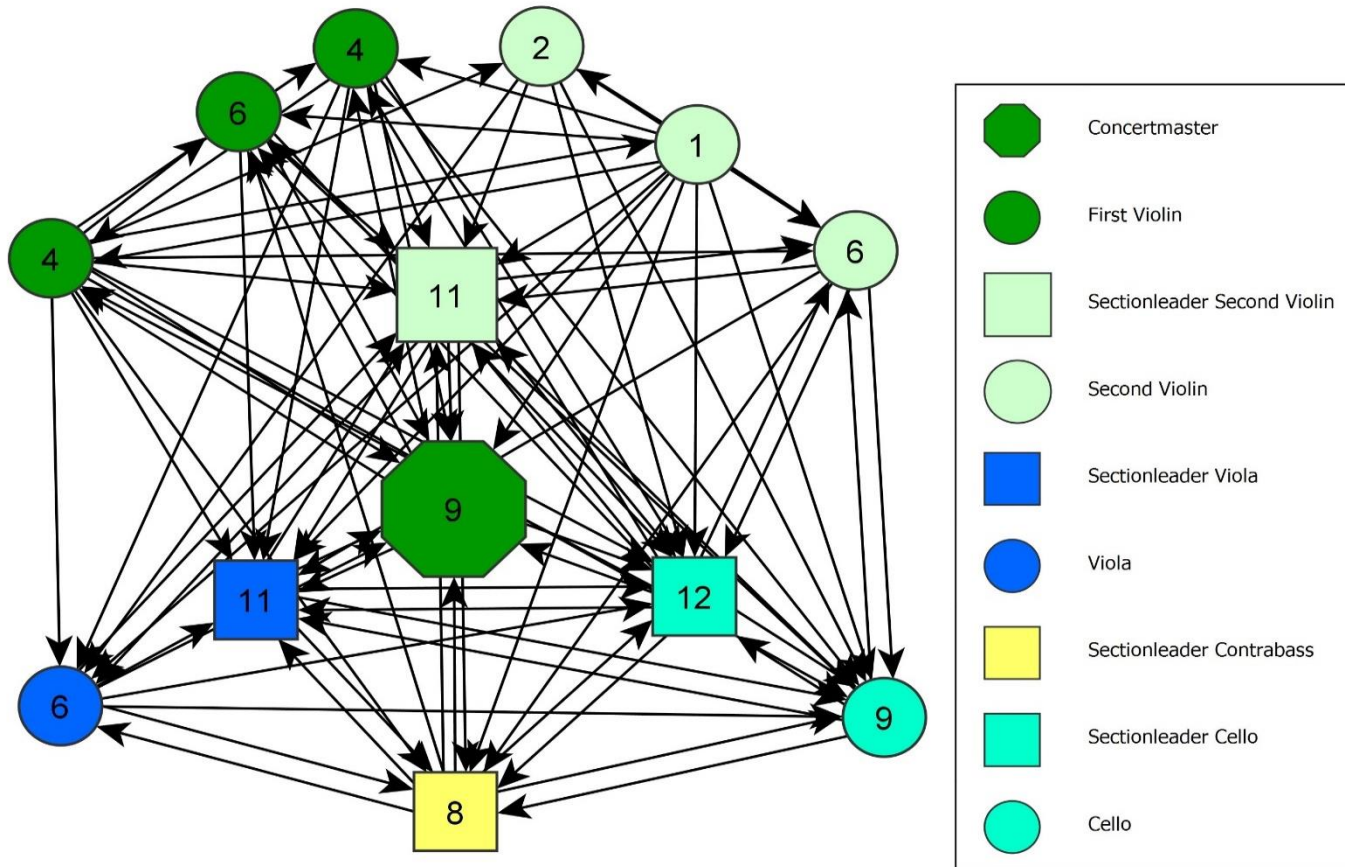 4
2
6
1
4
6
11
9
11
12
6
9
8
Concertmaster
First Violin
Sectionleader Second Violin
Second Violin
Sectionleader Viola
Viola
Sectionleader Contrabass
Sectionleader Cello
Cello